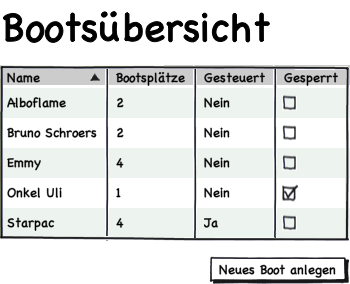 Bootsübersicht
Name ▲ Bootsplätze Gesteuert Gesperrt
Alboflame 2 Nein
Bruno Schroers 2 Nein
Emmy 4 Nein
Onkel Uli 1 Nein
Starpac 4 Ja
Neues Boot anlegen